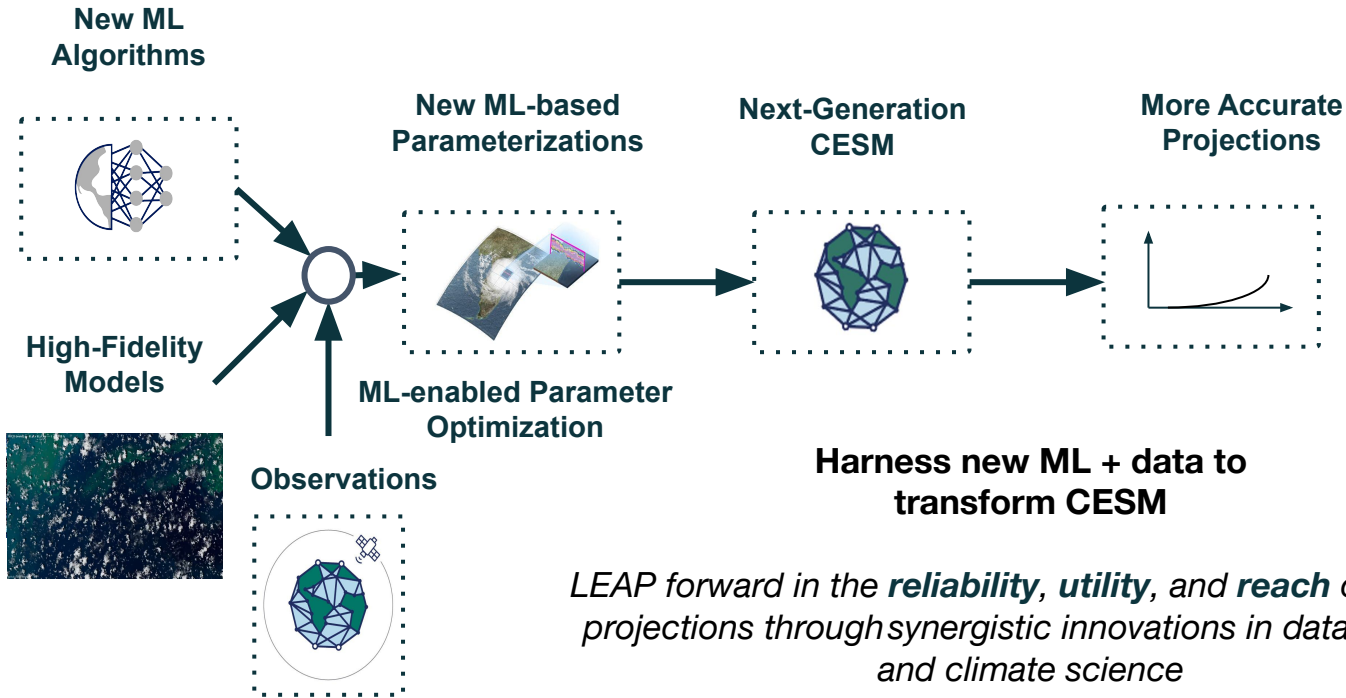 New ML
Algorithms
New ML-based
Parameterizations
Next-Generation
CESM
More Accurate
Projections
High-Fidelity
Models
ML-enabled Parameter
Optimization
Observations
Harness new ML + data to
transform CESM
LEAP forward in the reliability, utility, and reach
projections through synergistic innovations in data
and climate science